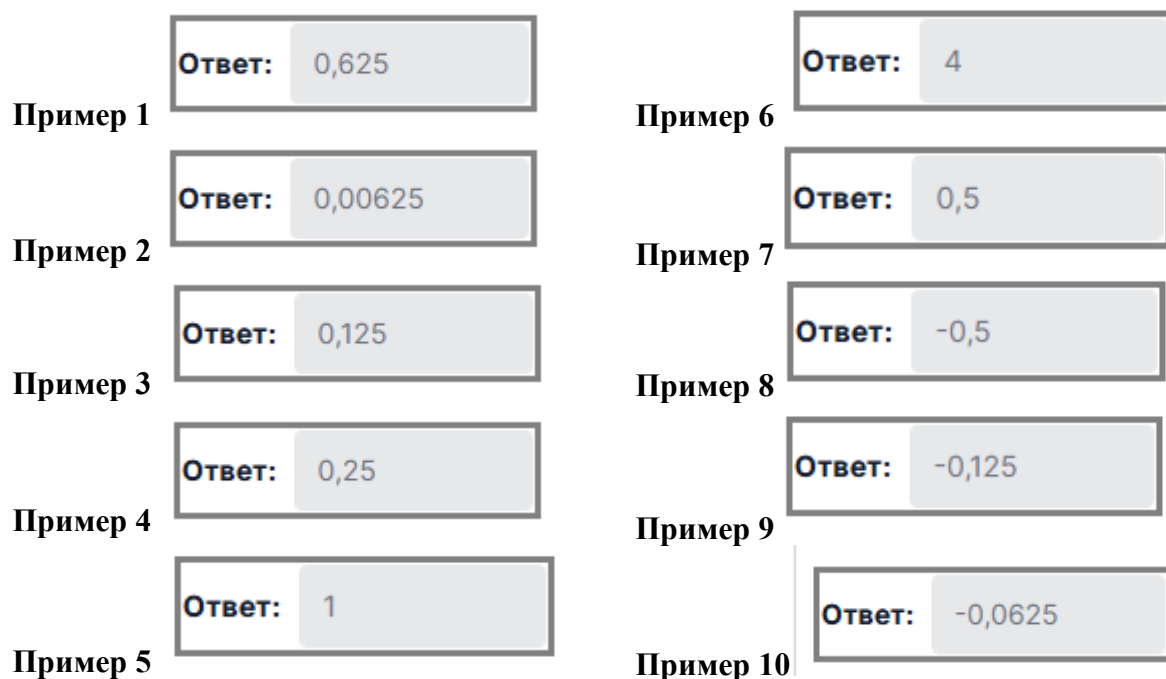 Пример 1 Ответ: 0,625
Пример 2 Ответ: 0,00625
Пример 3 Ответ: 0,125
Пример 4 Ответ: 0,25
Пример 5 Ответ: 1
Пример 6 Ответ: 4
Пример 7 Ответ: 0,5
Пример 8 Ответ: -0,5
Пример 9 Ответ: -0,125
Пример 10 Ответ: -0,0625